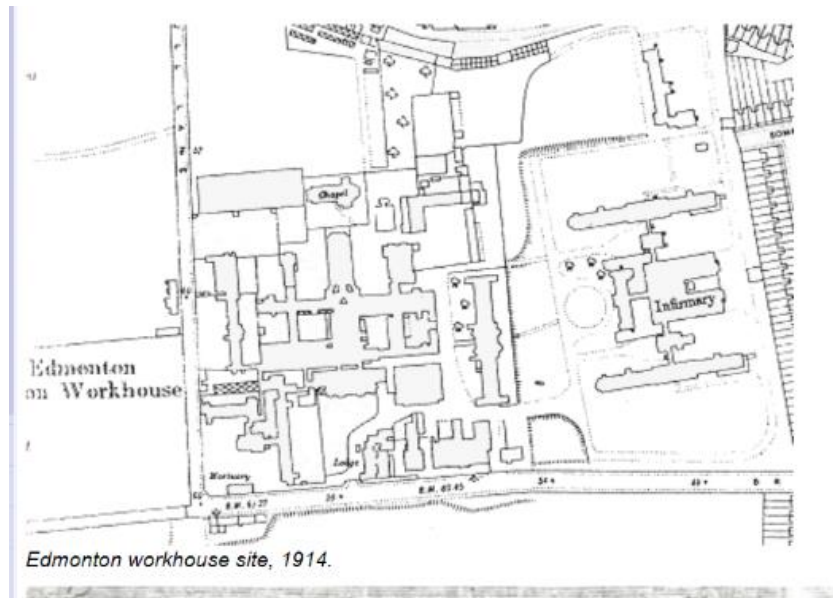 Chapel
Infirmary
Edmonton
on Workhouse
Lodge
Mortuary
B.M.
Edmonton workhouse site, 1914.